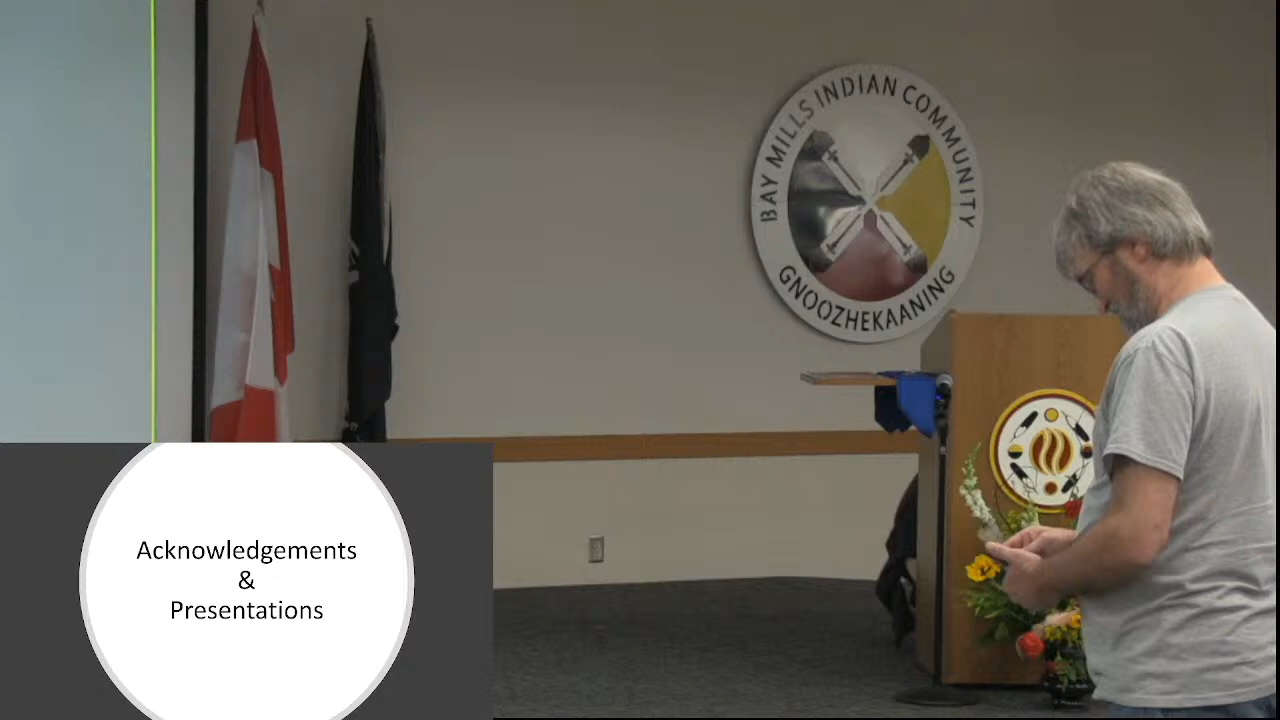 BAY MILLS INDIAN COMMUNITY
GNOOZHEKAANING
Acknowledgements
&
Presentations